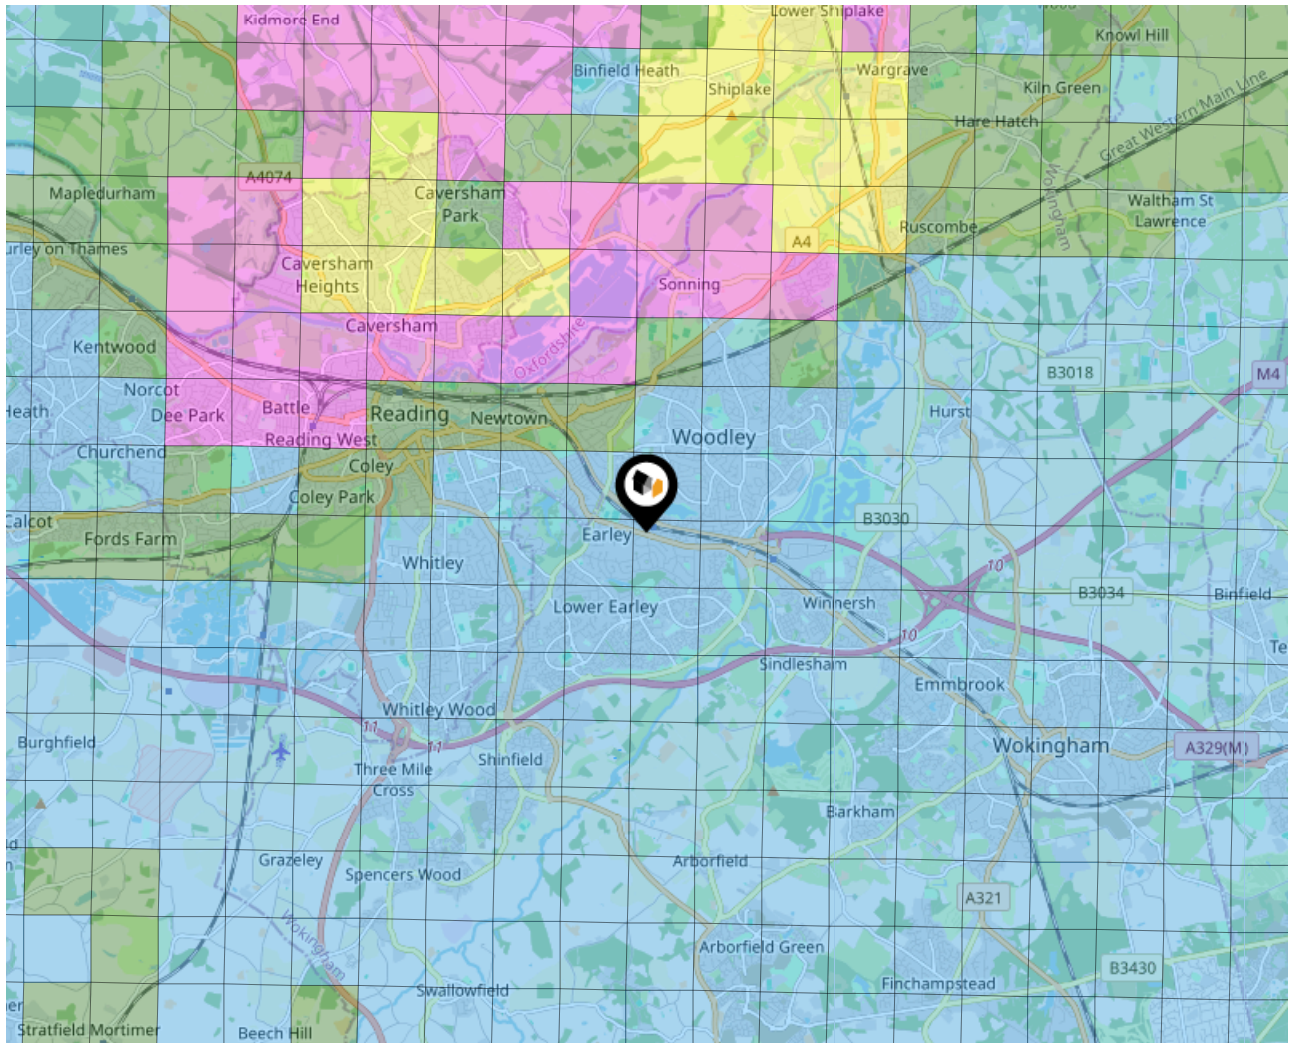 Kidmore End
Lower Shiplake
Knowl Hill
Binfield Heath
Wargrave
Shiplake
Kiln Green
Great Western Main Line
Hare Hatch
A4074
Mapledurham
Caversham
Park
Wokingham
Waltham St
Lawrence
Ruscombe
A4
urley on Thames
Caversham
Heights
Sonning
Caversham
Oxfordshire
Kentwood
B3018
M4
Norcot
Heath
Dee Park
Battle
Reading
Newtown
Hurst
Reading West
Woodley
Churchend
Coley
Coley Park
Calcot
B3030
Fords Farm
Earley
Whitley
10
B3034
Binfield
Lower Earley
Winnersh
10
Te
Sindlesham
Emmbrook
Whitley Wood
11
11
Burghfield
Wokingham
A329(M)
Shinfield
Three Mile
Cross
Barkham
Grazeley
Arborfield
Spencers Wood
A321
Wokingham
Arborfield Green
B3430
Finchampstead
Swallowfield
Stratfield Mortimer
Beech Hill